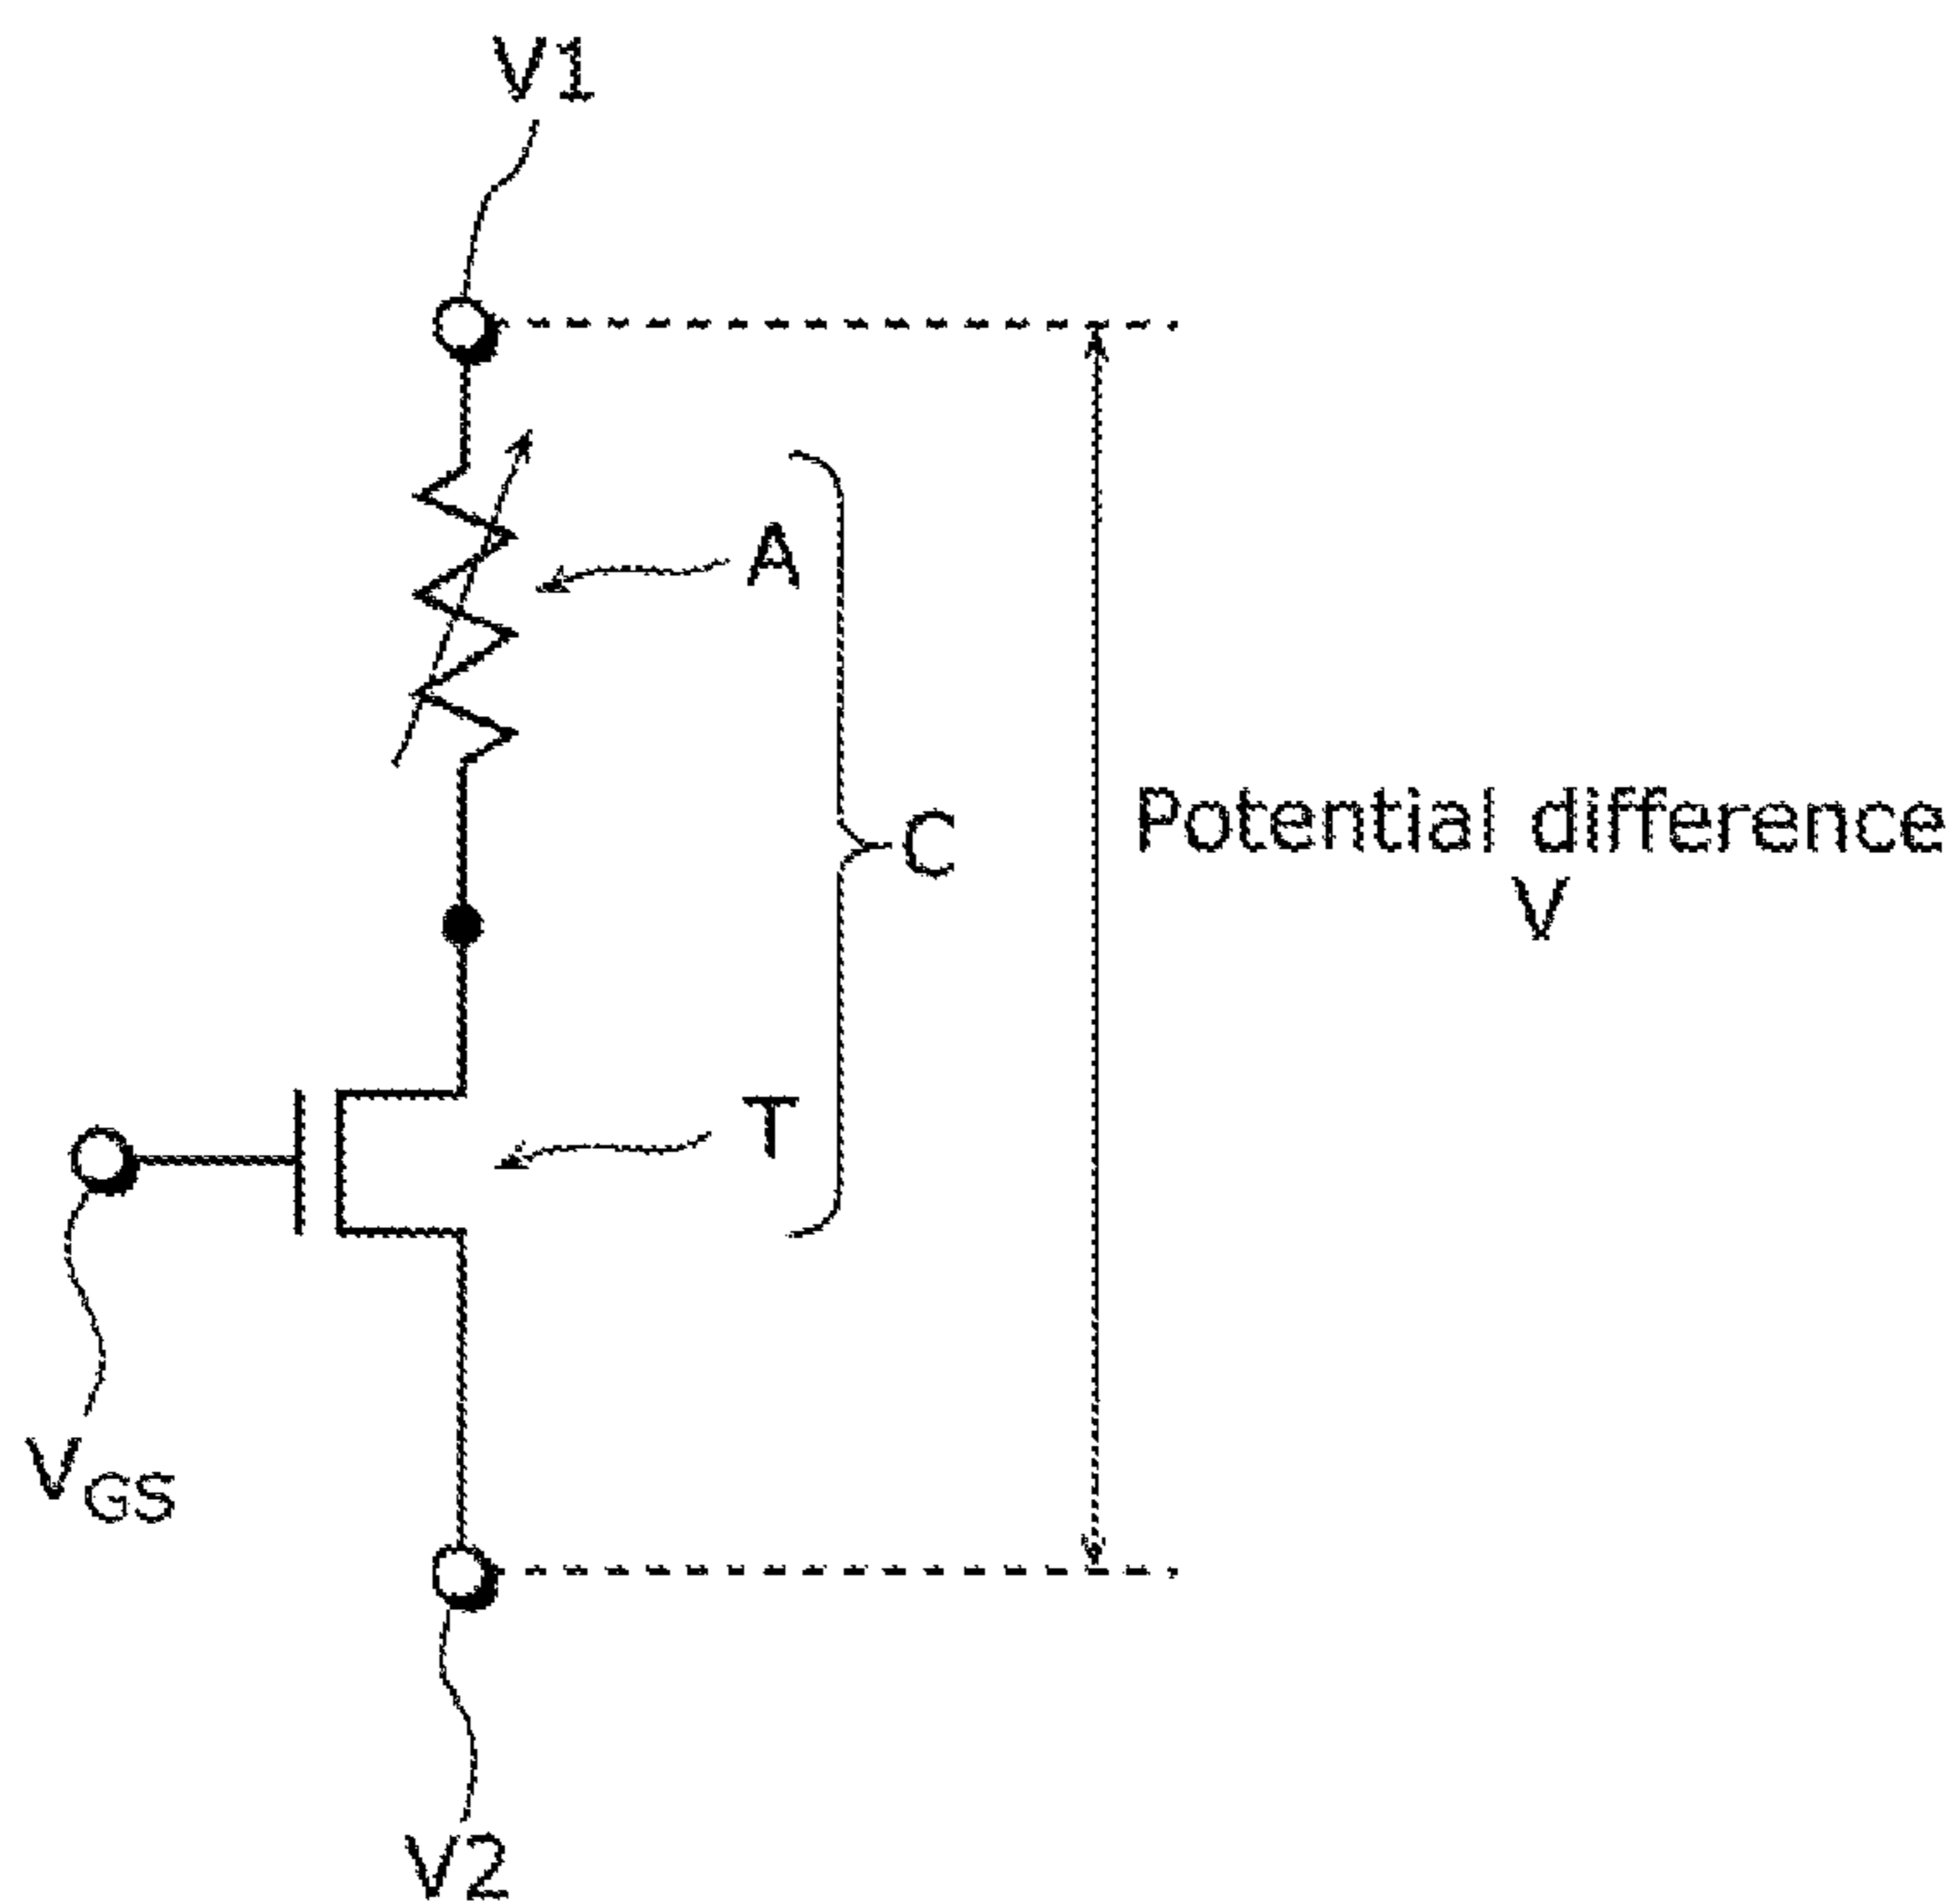 V1
A
C
Potential difference
V
T
VGS
V2